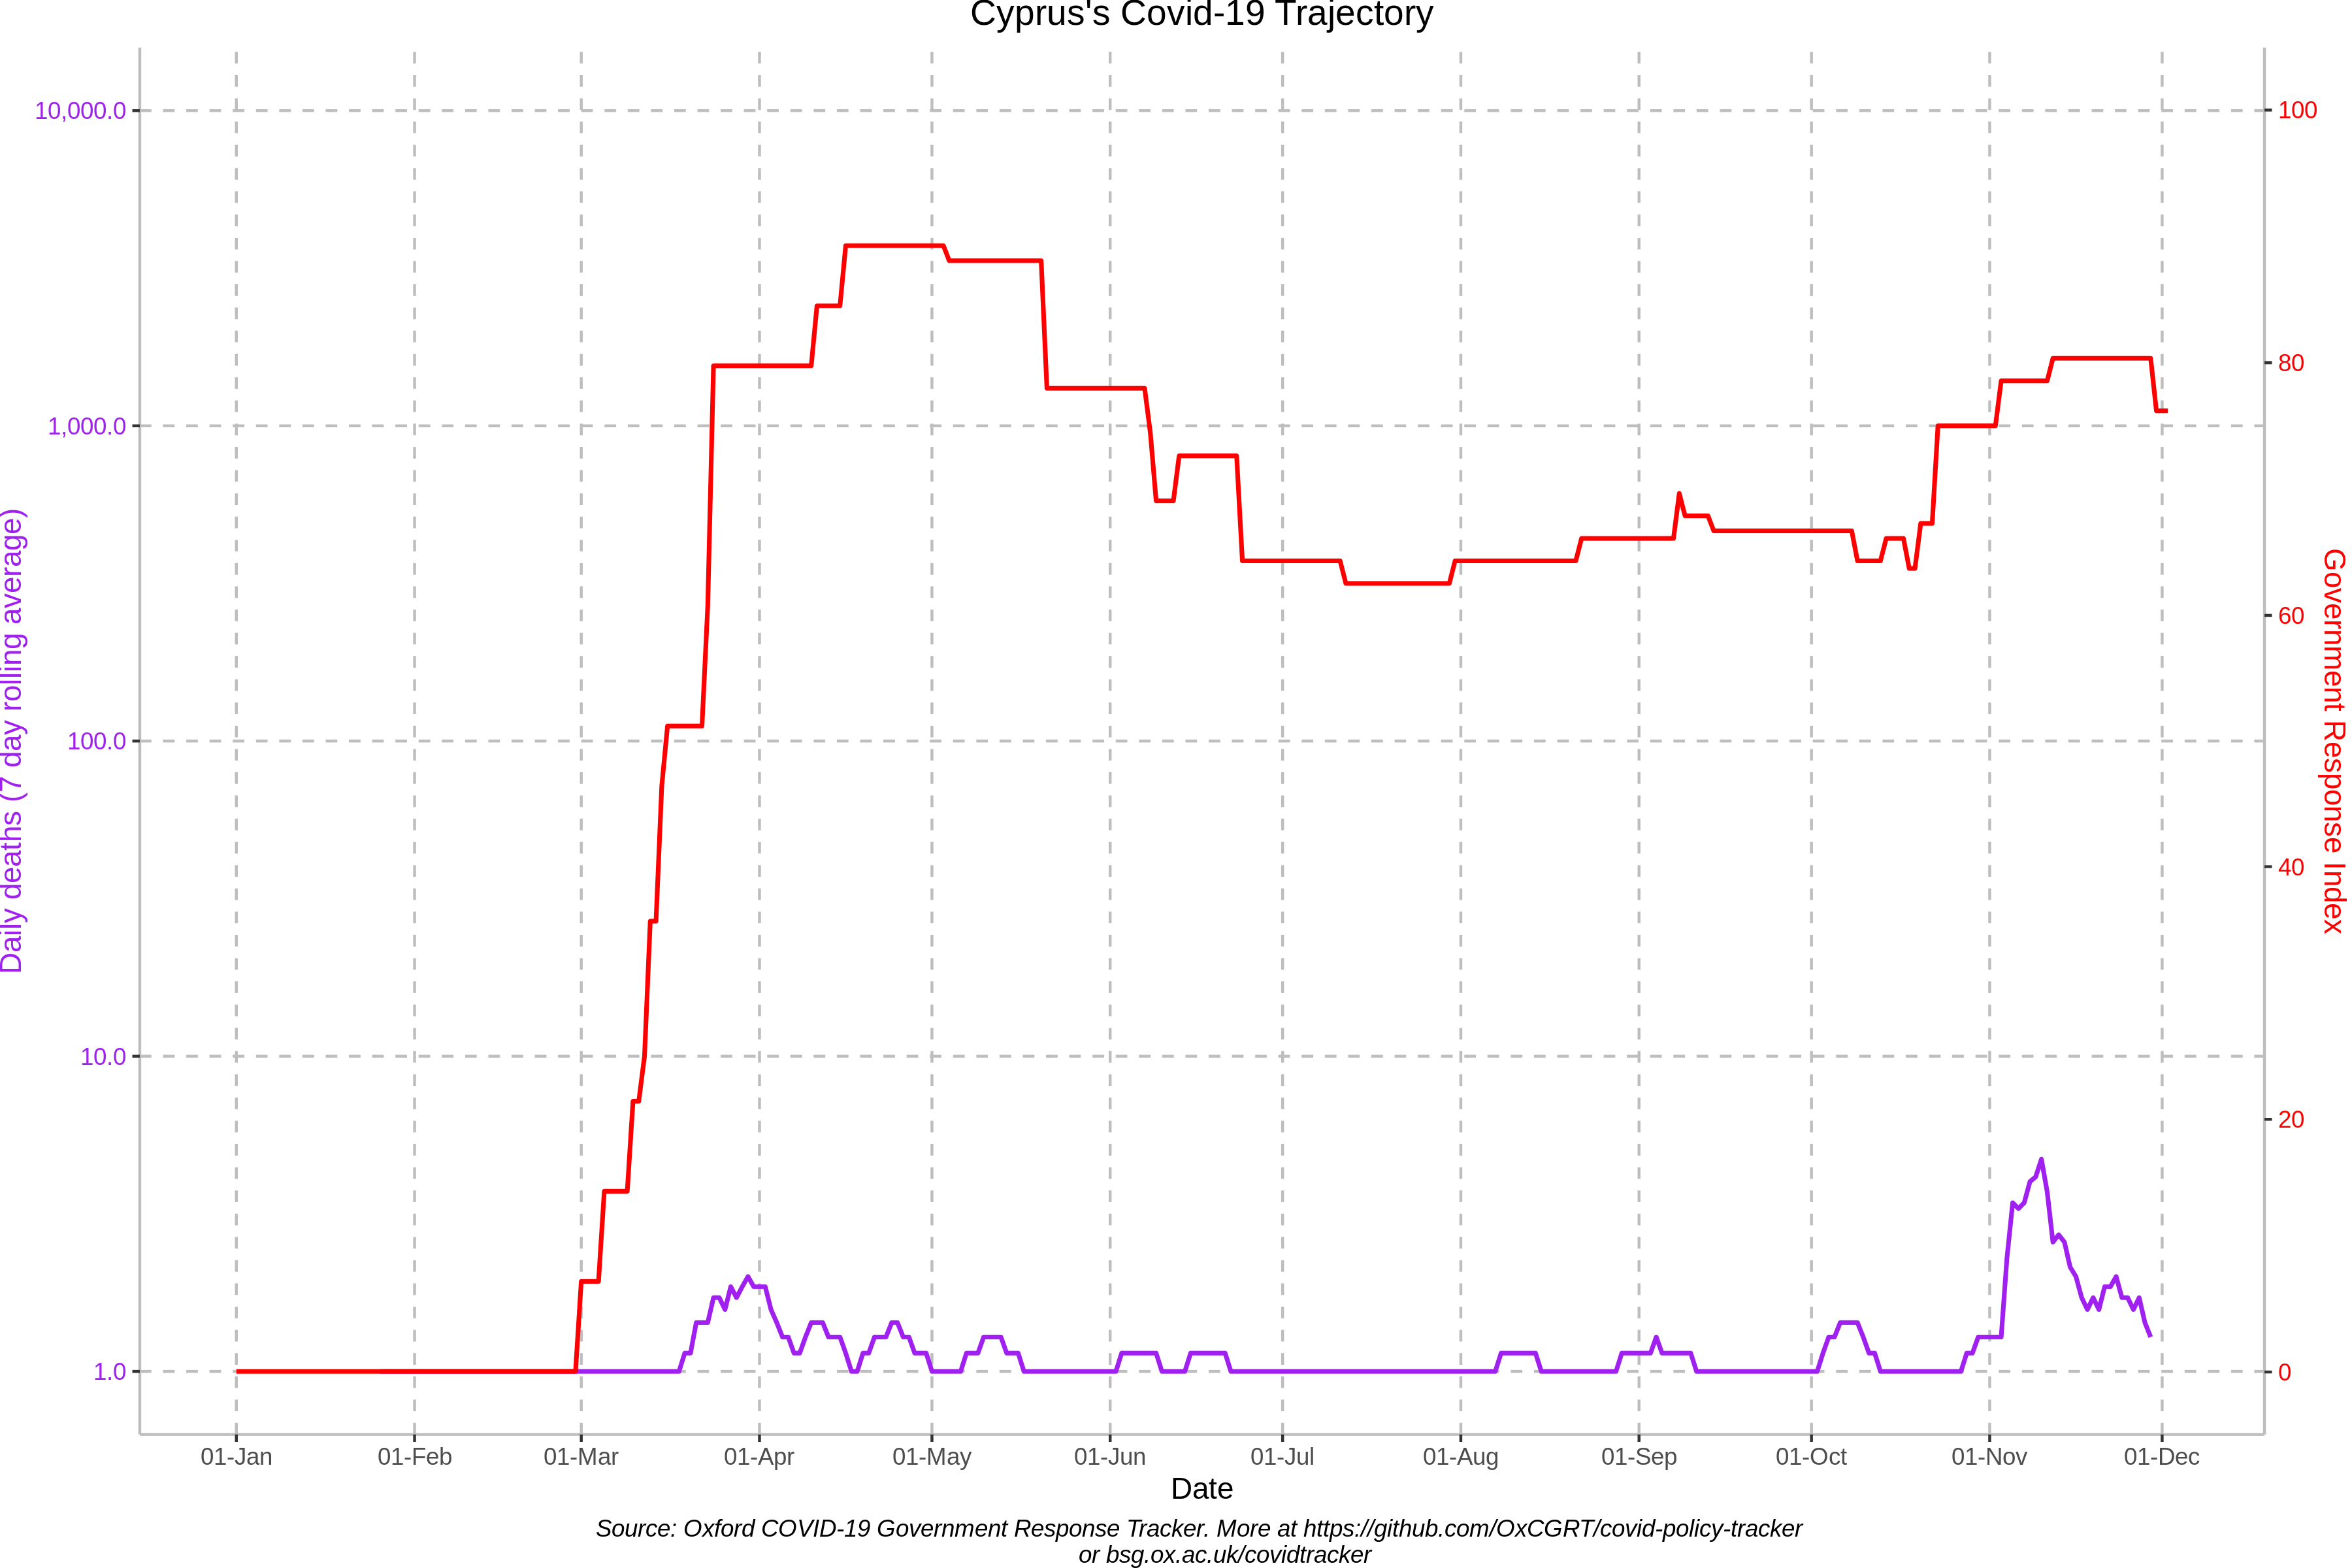 Cyprus's Covid-19 Trajectory
10,000.0
1,000.0
100.0
10.0
1.0
Daily deaths (7 day rolling average)
100
80
60
40
20
0
Government Response Index
01-Jan 01-Feb 01-Mar 01-Apr 01-May 01-Jun 01-Jul 01-Aug 01-Sep 01-Oct 01-Nov 01-Dec
Date
Source: Oxford COVID-19 Government Response Tracker. More at https://github.com/OxCGRT/covid-policy-tracker
or bsg.ox.ac.uk/covidtracker